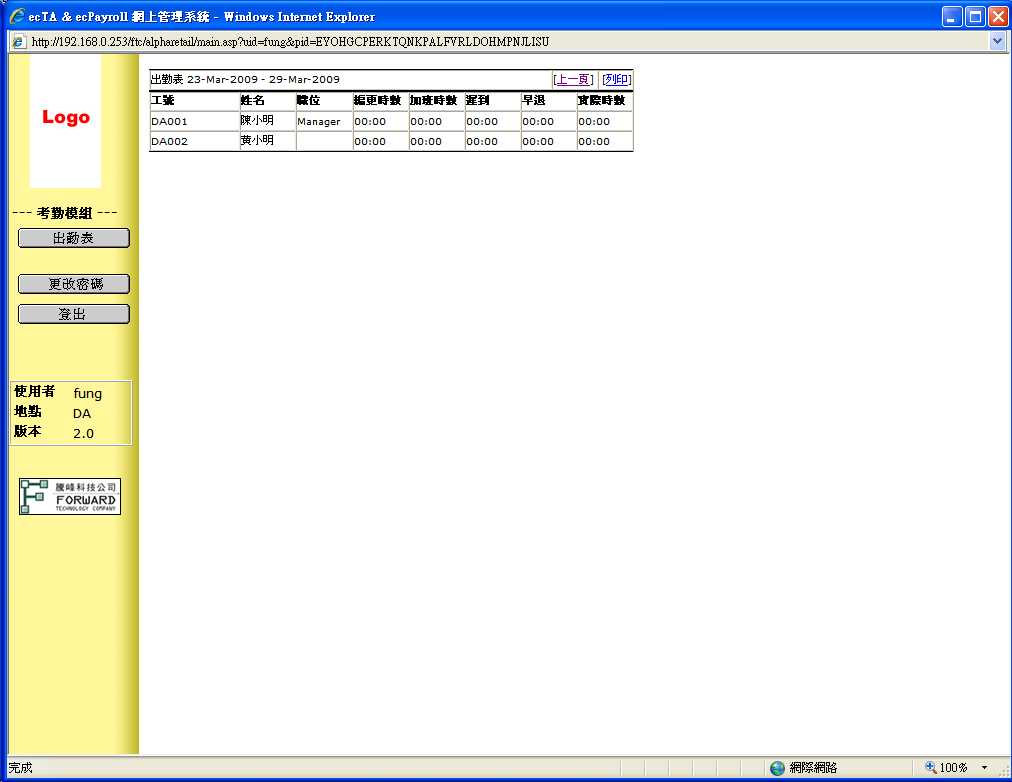 ecTA & ecPayroll 網上管理系統 - Windows Internet Explorer
http://192.168.0.253/ftc/alpharetail/main.asp?uid=fung&pid=EYOHGCPERKTQNKPALFVRLDOHMPNJLISU
Logo
--- 考勤模組 ---
出勤表
更改密碼
登出
使用者 fung
地點 DA
版本 2.0
騰峰科技公司
FORWARD
TECHNOLOGY COMPANY
出勤表 23-Mar-2009 - 29-Mar-2009 [上一頁] [列印]
工號 姓名 職位 編更時數 加班時數 遲到 早退 實際時數
DA001 陳小明 Manager 00:00 00:00 00:00 00:00 00:00
DA002 黃小明 00:00 00:00 00:00 00:00 00:00
完成 網際網路 100%